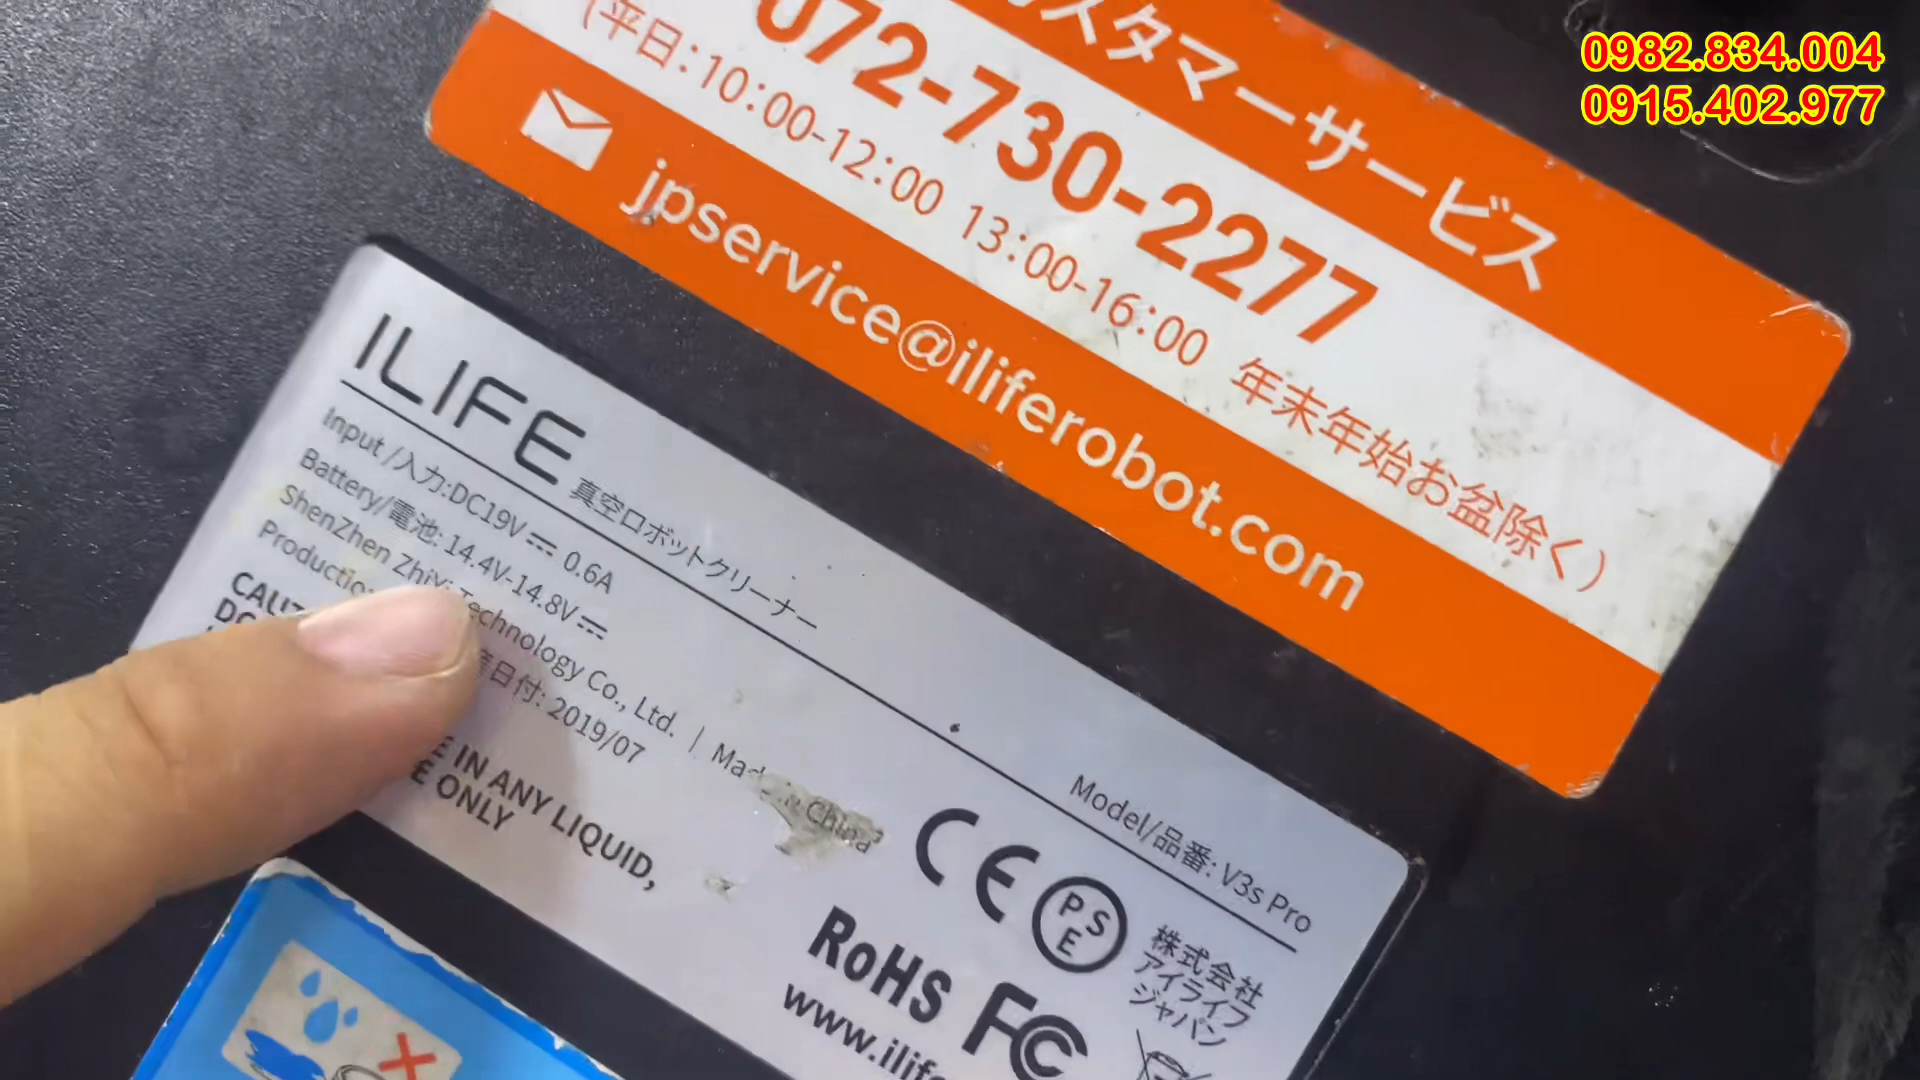 0982.834.004
0915.402.977
スタマーサービス
072-730-2277
(平日:10:00-12:00 13:00-16:00 年末年始お盆除く)
jpservice@iliferobot.com
ILIFE 真空ロボットクリーナー
Input /入力:DC19V⎓ 0.6A
Battery/電池: 14.4V-14.8V⎓
ShenZhen ZhiYi Technology Co., Ltd. | Made in China
日付: 2019/07
IN ANY LIQUID,
ONLY
Model/品番: V3s Pro
CE
PSE
株式会社
アイライフ
ジャパン
RoHS FC